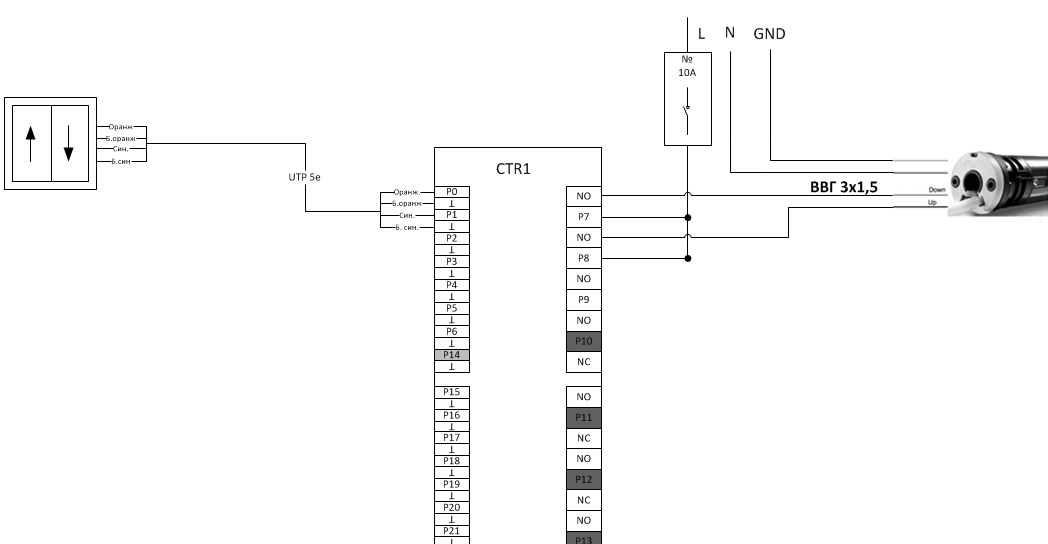 L N GND
№
10А
Оранж.
Б.оранж
Син.
Б.син
UTP 5e
Оранж.
Б.оранж
Син.
Б. син.
CTR1
P0
⊥
P1
⊥
P2
⊥
P3
⊥
P4
⊥
P5
⊥
P6
⊥
P14
⊥
P15
⊥
P16
⊥
P17
⊥
P18
⊥
P19
⊥
P20
⊥
P21
⊥
NO
P7
NO
P8
NO
P9
NO
P10
NC
NO
P11
NC
NO
P12
NC
NO
P13
ВВГ 3х1,5
Down
Up